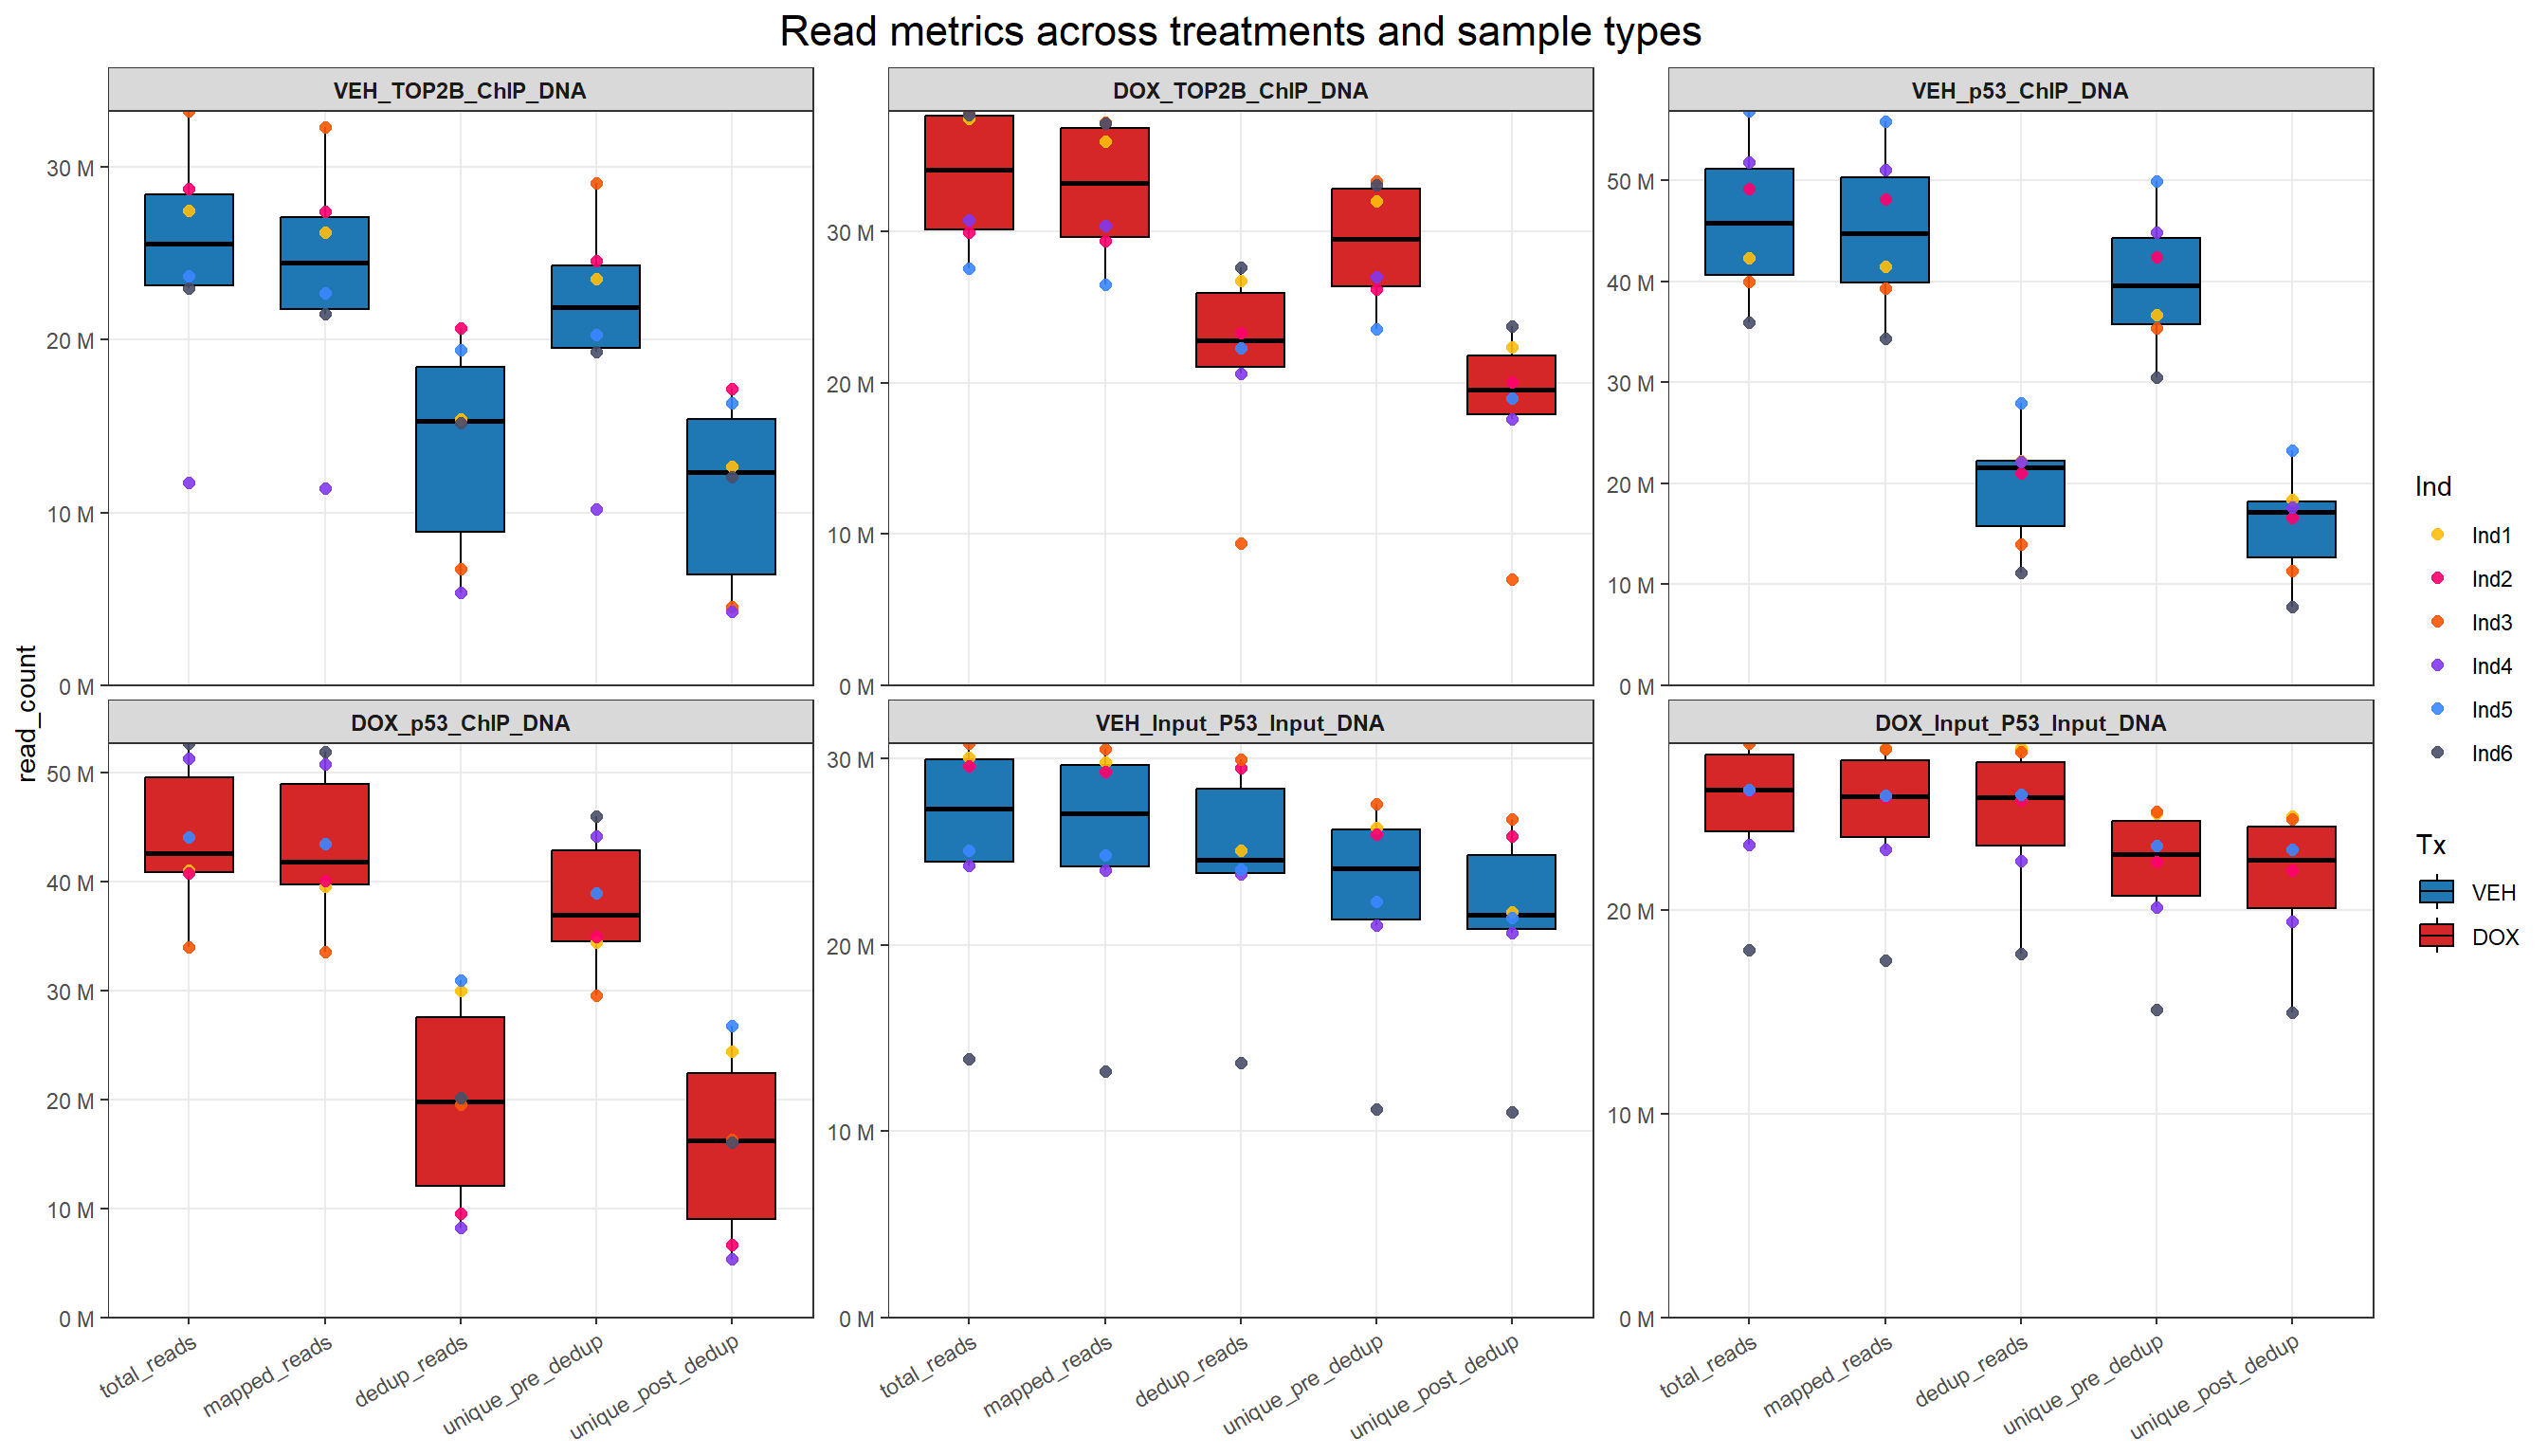 Read metrics across treatments and sample types
VEH_TOP2B_ChIP_DNA
DOX_TOP2B_ChIP_DNA
VEH_p53_ChIP_DNA
30 M
20 M
10 M
0 M
30 M
20 M
10 M
0 M
50 M
40 M
30 M
20 M
10 M
0 M
read_count
DOX_p53_ChIP_DNA
VEH_Input_P53_Input_DNA
DOX_Input_P53_Input_DNA
50 M
40 M
30 M
20 M
10 M
0 M
30 M
20 M
10 M
0 M
20 M
10 M
0 M
total_reads
mapped_reads
dedup_reads
unique_pre_dedup
unique_post_dedup
total_reads
mapped_reads
dedup_reads
unique_pre_dedup
unique_post_dedup
total_reads
mapped_reads
dedup_reads
unique_pre_dedup
unique_post_dedup
Ind
Ind1
Ind2
Ind3
Ind4
Ind5
Ind6
Tx
VEH
DOX